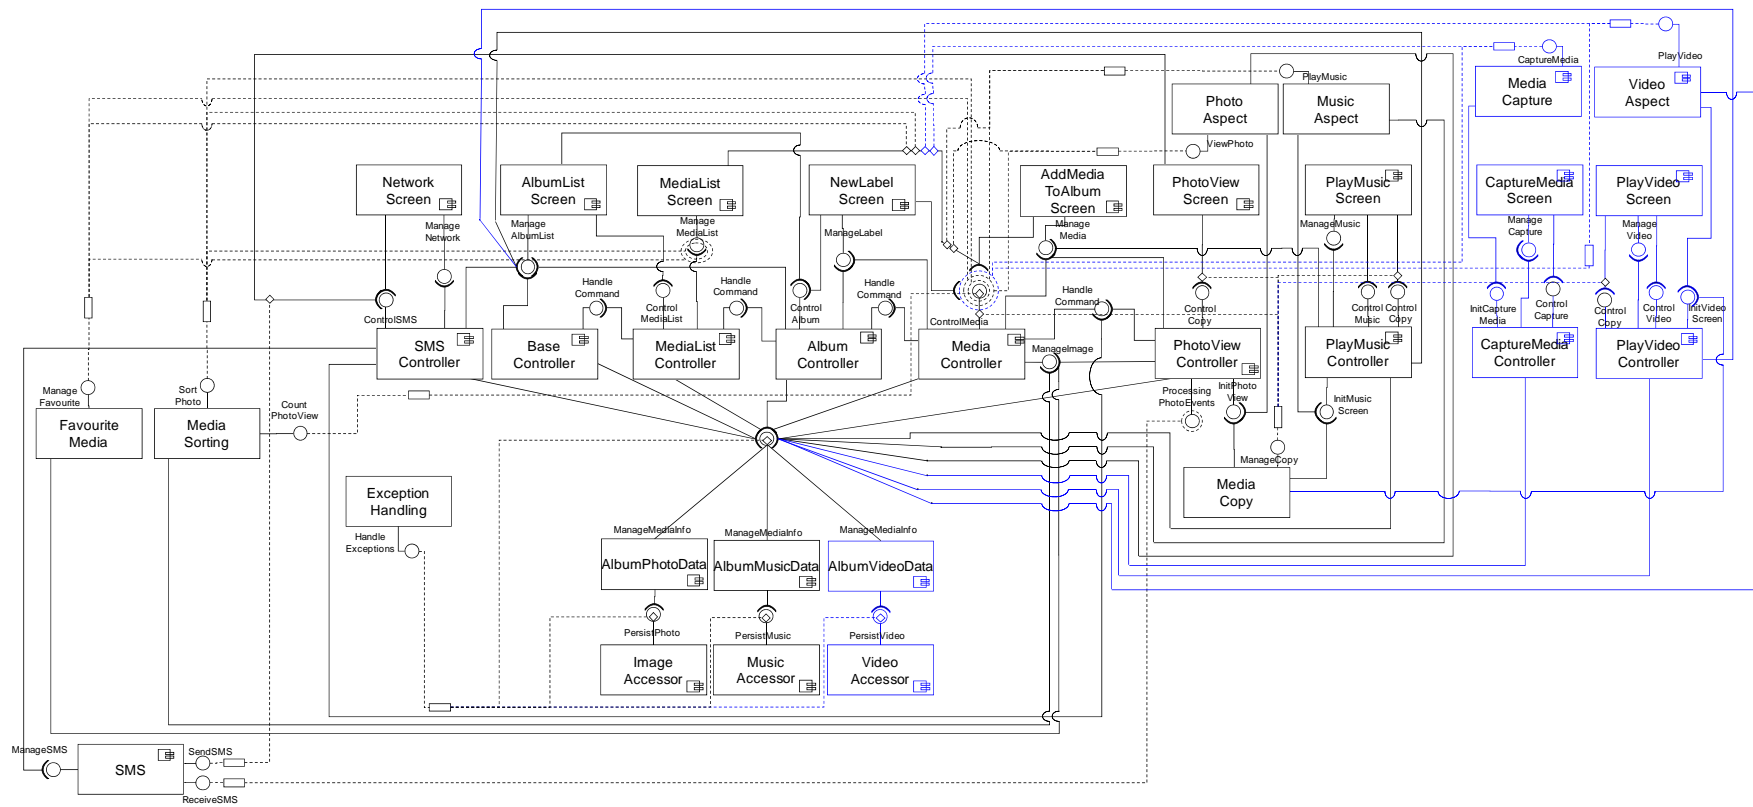 PlayVideo
CaptureMedia
Media
Capture
Video
Aspect
PlayMusic
Photo
Aspect
Music
Aspect
ViewPhoto
Network
Screen
AlbumList
Screen
MediaList
Screen
NewLabel
Screen
AddMedia
ToAlbum
Screen
PhotoView
Screen
PlayMusic
Screen
CaptureMedia
Screen
PlayVideo
Screen
Manage
Network
Manage
AlbumList
Manage
MediaList
ManageLabel
Manage
Media
ManageMusic
Manage
Capture
Manage
Video
Handle
Command
Control
MediaList
Handle
Command
Control
Album
Handle
Command
Handle
Command
Control
Copy
Control
Music
Control
Copy
InitCapture
Media
Control
Capture
Control
Copy
Control
Video
InitVideo
Screen
ControlSMS
ControlMedia
SMS
Controller
Base
Controller
MediaList
Controller
Album
Controller
Media
Controller
ManageImage
PhotoView
Controller
PlayMusic
Controller
CaptureMedia
Controller
PlayVideo
Controller
Manage
Favourite
Sort
Photo
Count
PhotoView
Processing
PhotoEvents
InitPhoto
View
InitMusic
Screen
Favourite
Media
Media
Sorting
ManageCopy
Media
Copy
Exception
Handling
Handle
Exceptions
ManageMediaInfo
ManageMediaInfo
ManageMediaInfo
AlbumPhotoData
AlbumMusicData
AlbumVideoData
PersistPhoto
PersistMusic
PersistVideo
Image
Accessor
Music
Accessor
Video
Accessor
ManageSMS
SMS
SendSMS
ReceiveSMS